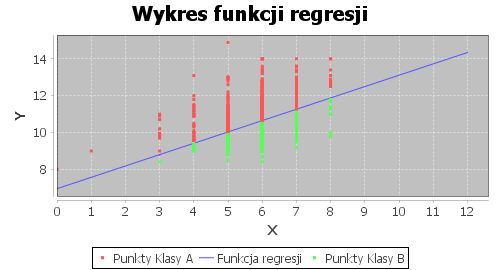 Wykres funkcji regresji
Y
14
12
10
8
0 1 2 3 4 5 6 7 8 9 10 11 12
X
Punkty Klasy A Funkcja regresji Punkty Klasy B